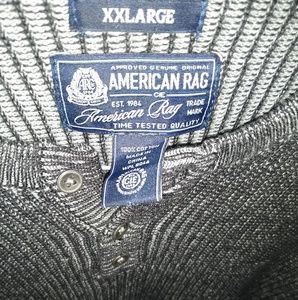 XXLARGE
APPROVED GENUINE ORIGINAL
AMERICAN RAG
CIE
EST. 1984 TRADE
American Rag MARK
TIME TESTED QUALITY
100% COTTON
MADE IN
CHINA